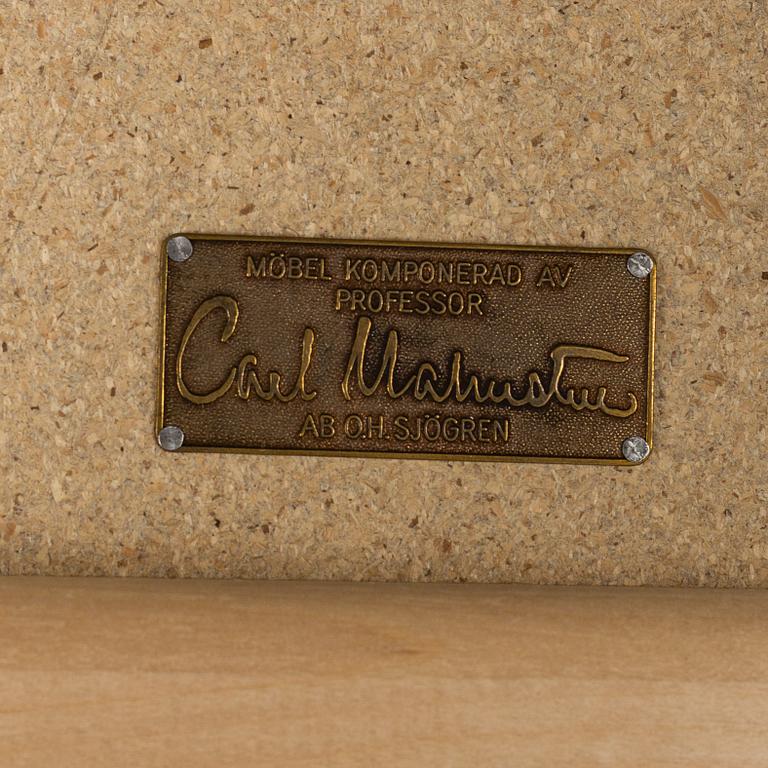 MÖBEL KOMPONERAD AV
PROFESSOR
Carl Malmsten
AB O.H. SJÖGREN